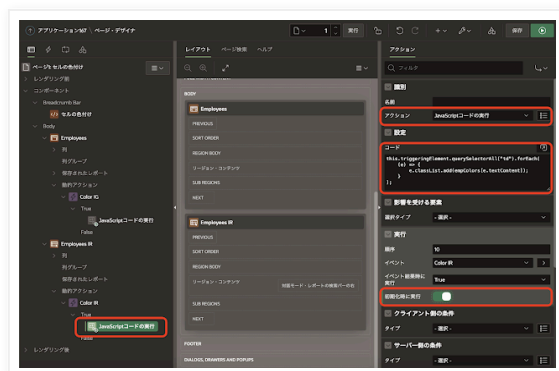 アプリケーション167 \ ページ・デザイナ
1
実行
保存
ページ1: セルの色付け
レンダリング前
コンポーネント
Breadcrumb Bar
セルの色付け
Body
Employees
列
列グループ
保存されたレポート
動的アクション
Color IG
True
JavaScriptコードの実行
False
Employees IR
列
列グループ
保存されたレポート
動的アクション
Color IR
True
JavaScriptコードの実行
False
レンダリング後
レイアウト
ページ検索
ヘルプ
BODY
Employees
PREVIOUS
SORT ORDER
REGION BODY
リージョン・コンテンツ
SUB REGIONS
NEXT
Employees IR
PREVIOUS
SORT ORDER
REGION BODY
リージョン・コンテンツ
SUB REGIONS
NEXT
FOOTER
DIALOGS, DRAWERS AND POPUPS
アクション
フィルタ
識別
名前
アクション
JavaScriptコードの実行
設定
コード
this.triggeringElement.querySelectorAll("td").forEach(
(e) => {
e.classList.add(empColors[e.textContent]);
}
);
影響を受ける要素
選択タイプ
- 選択 -
実行
順序
10
イベント
Color IR
イベント結果時に
実行
True
初期化時に実行
クライアント側の条件
タイプ
- 選択 -
サーバー側の条件
タイプ
- 選択 -